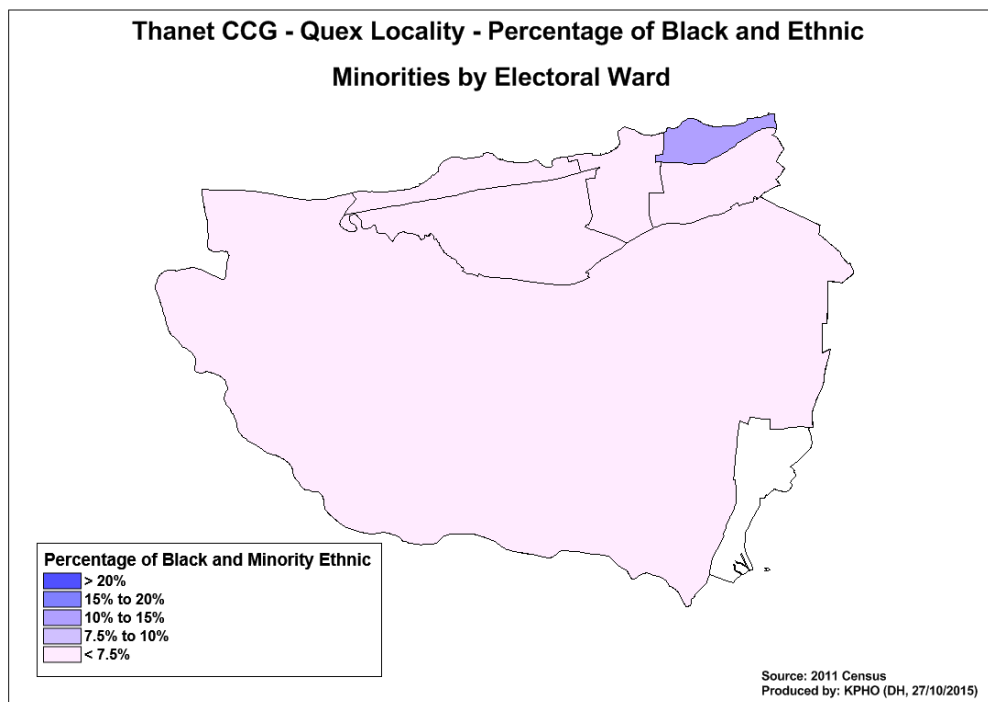 Thanet CCG - Quex Locality - Percentage of Black and Ethnic
Minorities by Electoral Ward
Percentage of Black and Minority Ethnic
> 20%
15% to 20%
10% to 15%
7.5% to 10%
< 7.5%
Source: 2011 Census
Produced by: KPHO (DH, 27/10/2015)